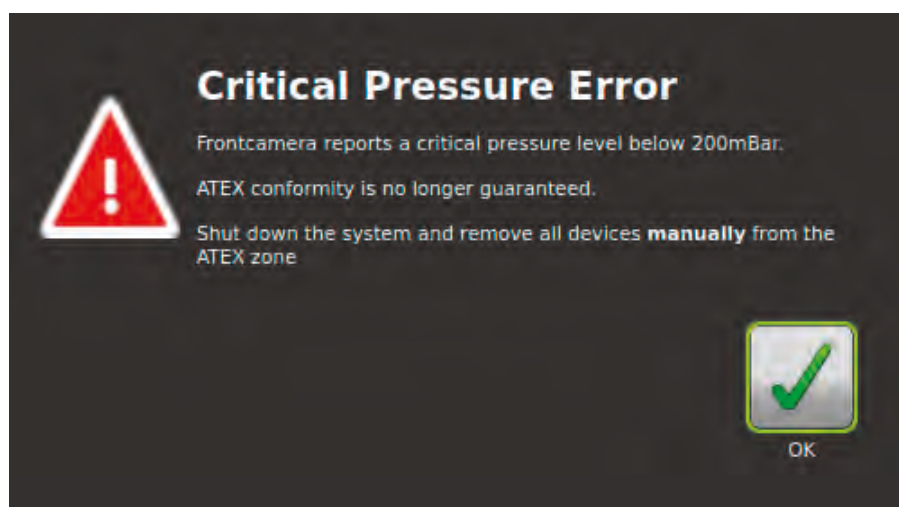 Critical Pressure Error
Frontcamera reports a critical pressure level below 200mBar.
ATEX conformity is no longer guaranteed.
Shut down the system and remove all devices manually from the
ATEX zone
OK